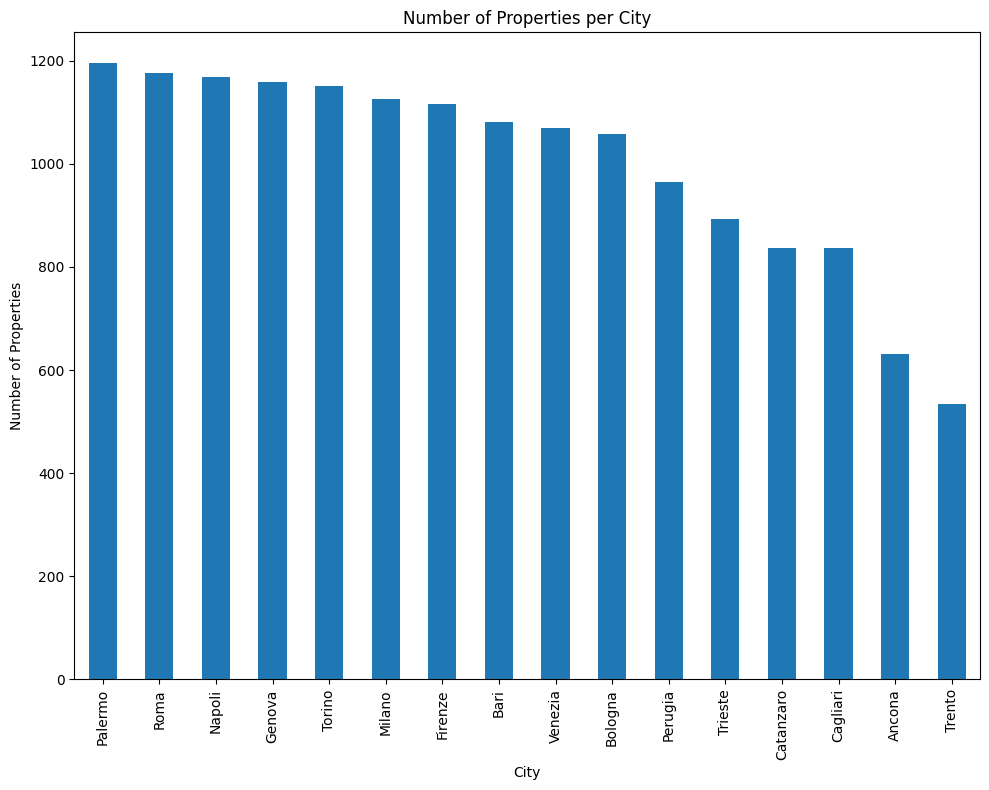 Number of Properties per City
Number of Properties
1200
1000
800
600
400
200
0
Palermo
Roma
Napoli
Genova
Torino
Milano
Firenze
Bari
Venezia
Bologna
Perugia
Trieste
Catanzaro
Cagliari
Ancona
Trento
City